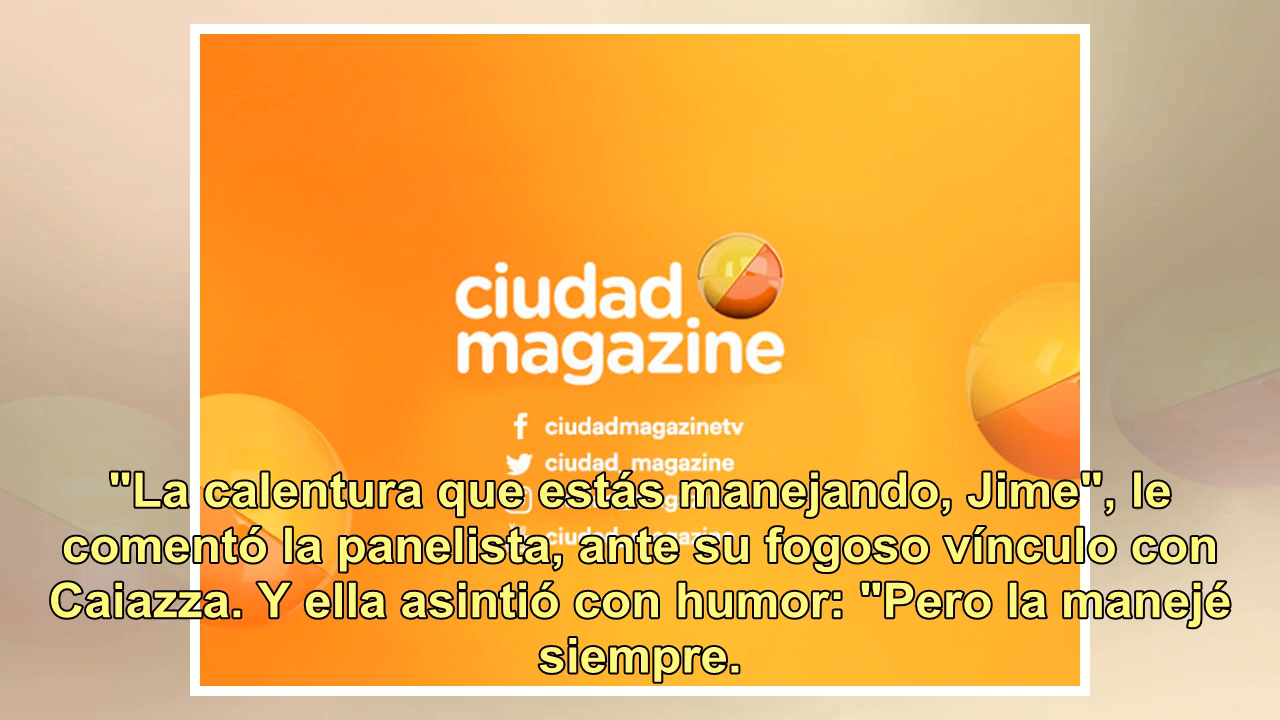 ciudad
magazine
ciudadmagazinetv
ciudad_magazine
"La calentura que estás manejando, Jime", le
comentó la panelista, ante su fogoso vínculo con
Caiazza. Y ella asintió con humor: "Pero la manejé
siempre.